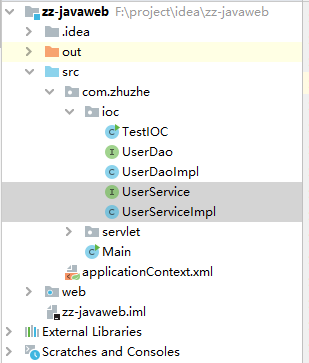 zz-javaweb F:\project\idea\zz-javaweb
.idea
out
src
com.zhuzhe
ioc
TestIOC
UserDao
UserDaoImpl
UserService
UserServiceImpl
servlet
Main
applicationContext.xml
web
zz-javaweb.iml
External Libraries
Scratches and Consoles